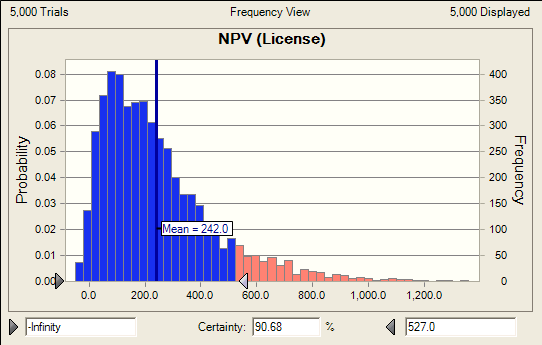 5,000 Trials Frequency View 5,000 Displayed
NPV (License)
0.08 400
0.07 350
0.06 300
0.05 250
0.04 200
0.03 150
0.02 100
0.01 50
0.00 0
Probability
Frequency
Mean = 242.0
0.0 200.0 400.0 600.0 800.0 1,000.0 1,200.0
-Infinity Certainty: 90.68 % 527.0